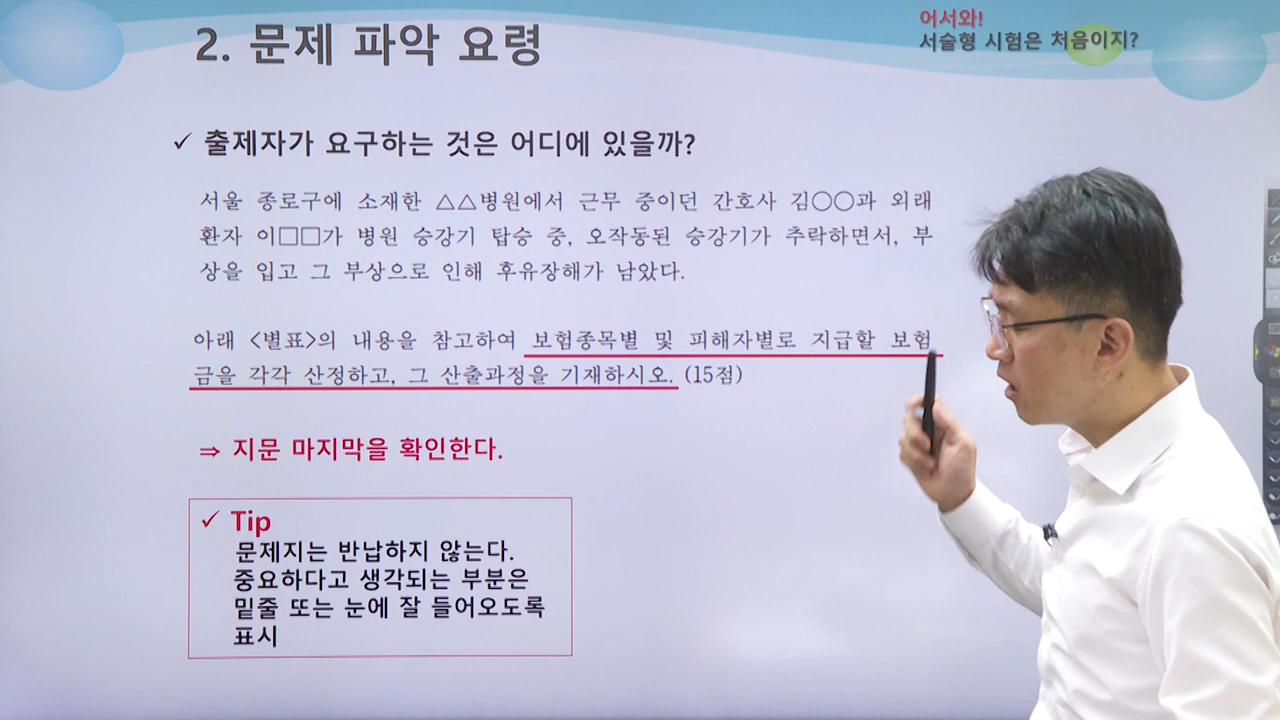 어서와!
서술형 시험은 처음이지?
2. 문제 파악 요령
✓ 출제자가 요구하는 것은 어디에 있을까?
서울 종로구에 소재한 △△병원에서 근무 중이던 간호사 김○○과 외래
환자 이□□가 병원 승강기 탑승 중, 오작동된 승강기가 추락하면서, 부
상을 입고 그 부상으로 인해 후유장해가 남았다.
아래 <별표>의 내용을 참고하여 보험종목별 및 피해자별로 지급할 보험
금을 각각 산정하고, 그 산출과정을 기재하시오. (15점)
⇒ 지문 마지막을 확인한다.
✓ Tip
문제지는 반납하지 않는다.
중요하다고 생각되는 부분은
밑줄 또는 눈에 잘 들어오도록
표시